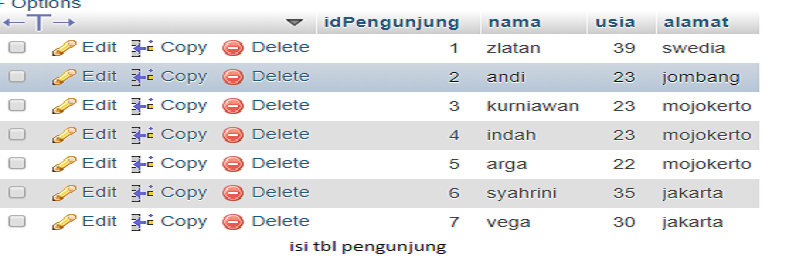 Options
idPengunjung nama usia alamat
Edit Copy Delete 1 zlatan 39 swedia
Edit Copy Delete 2 andi 23 jombang
Edit Copy Delete 3 kurniawan 23 mojokerto
Edit Copy Delete 4 indah 23 mojokerto
Edit Copy Delete 5 arga 22 mojokerto
Edit Copy Delete 6 syahrini 35 jakarta
Edit Copy Delete 7 vega 30 jakarta
isi tbl pengunjung